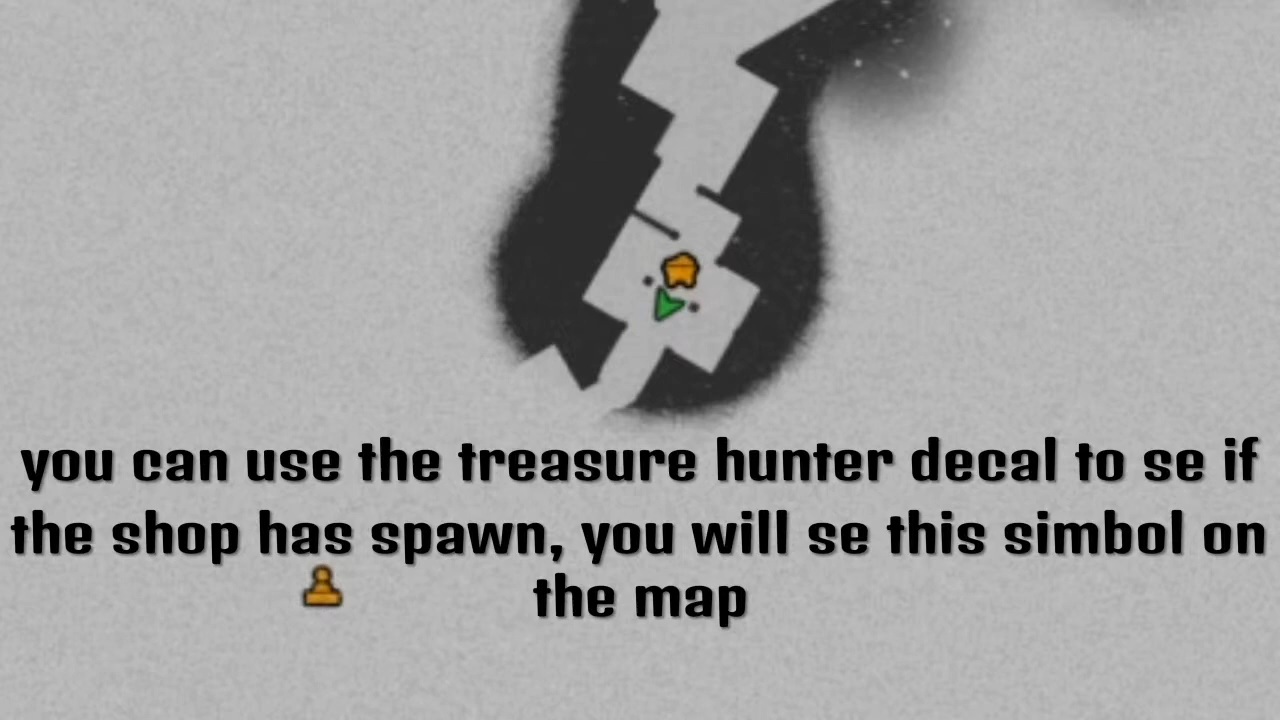 you can use the treasure hunter decal to se if
the shop has spawn, you will se this simbol on
the map